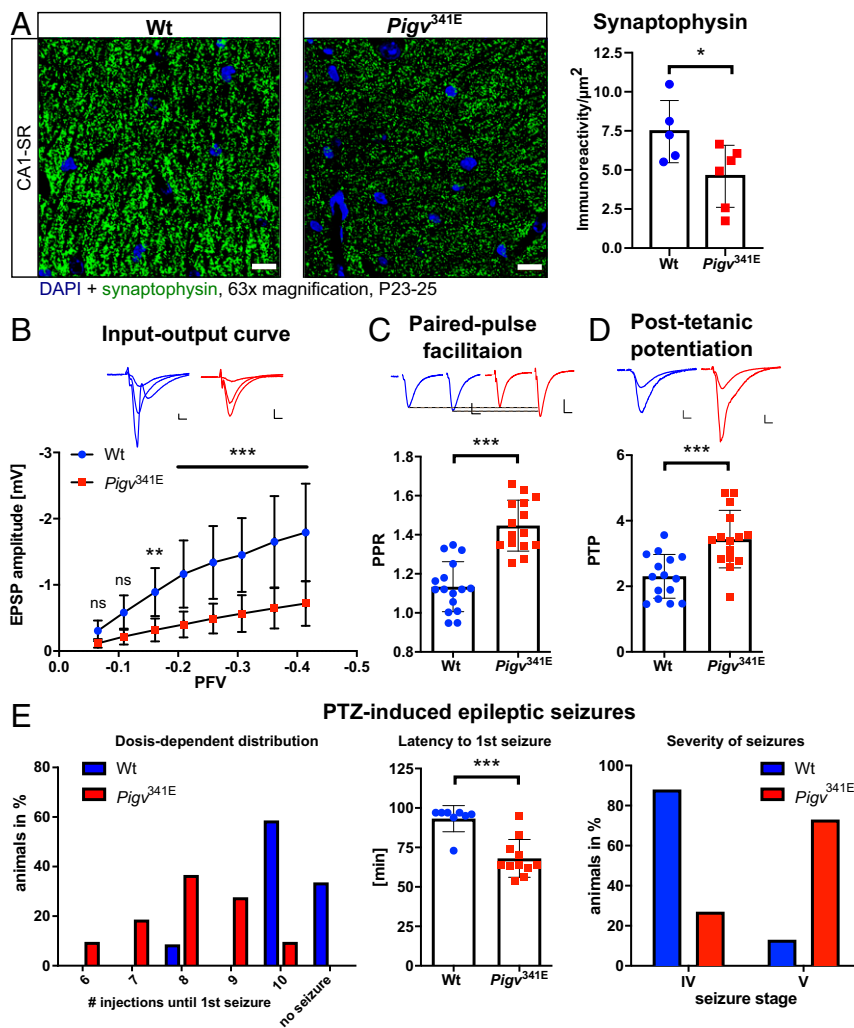 A
Wt
Pigv341E
CA1-SR
DAPI + synaptophysin, 63x magnification, P23-25
Synaptophysin
*
Immunoreactivity/µm2
12.5
10.0
7.5
5.0
2.5
0.0
Wt
Pigv341E
B
Input-output curve
***
Wt
Pigv341E
**
ns
ns
EPSP amplitude [mV]
-3
-2
-1
0
0.0
-0.1
-0.2
-0.3
-0.4
-0.5
PFV
C
Paired-pulse
facilitaion
***
PPR
1.8
1.6
1.4
1.2
1.0
0.8
Wt
Pigv341E
D
Post-tetanic
potentiation
***
PTP
6
4
2
0
Wt
Pigv341E
E
PTZ-induced epileptic seizures
Dosis-dependent distribution
Wt
Pigv341E
animals in %
80
60
40
20
0
6
7
8
9
10
no seizure
# injections until 1st seizure
Latency to 1st seizure
***
[min]
125
100
75
50
25
0
Wt
Pigv341E
Severity of seizures
Wt
Pigv341E
animals in %
100
80
60
40
20
0
IV
V
seizure stage